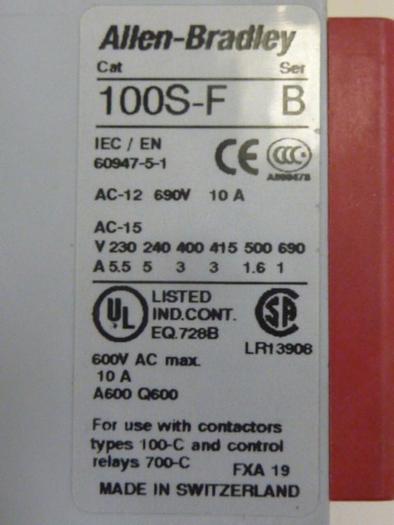 Allen-Bradley
Cat Ser
100S-F B
IEC / EN
60947-5-1
CE CCC
AC-12 690V 10 A
AC-15
V 230 240 400 415 500 690
A 5.5 5 3 3 1.6 1
UL LISTED
IND.CONT.
EQ.728B
SA
LR13908
600V AC max.
10 A
A600 Q600
For use with contactors
types 100-C and control
relays 700-C FXA 19
MADE IN SWITZERLAND